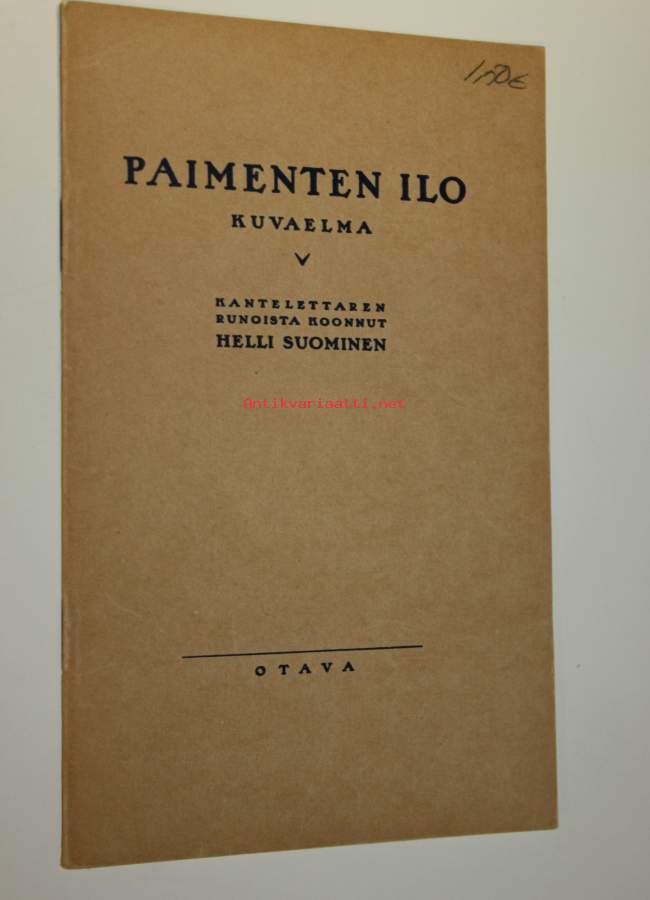 PAIMENTEN ILO
KUVAELMA
KANTELETTAREN
RUNOISTA KOONNUT
HELLI SUOMINEN
Antikvariaatti.net
OTAVA